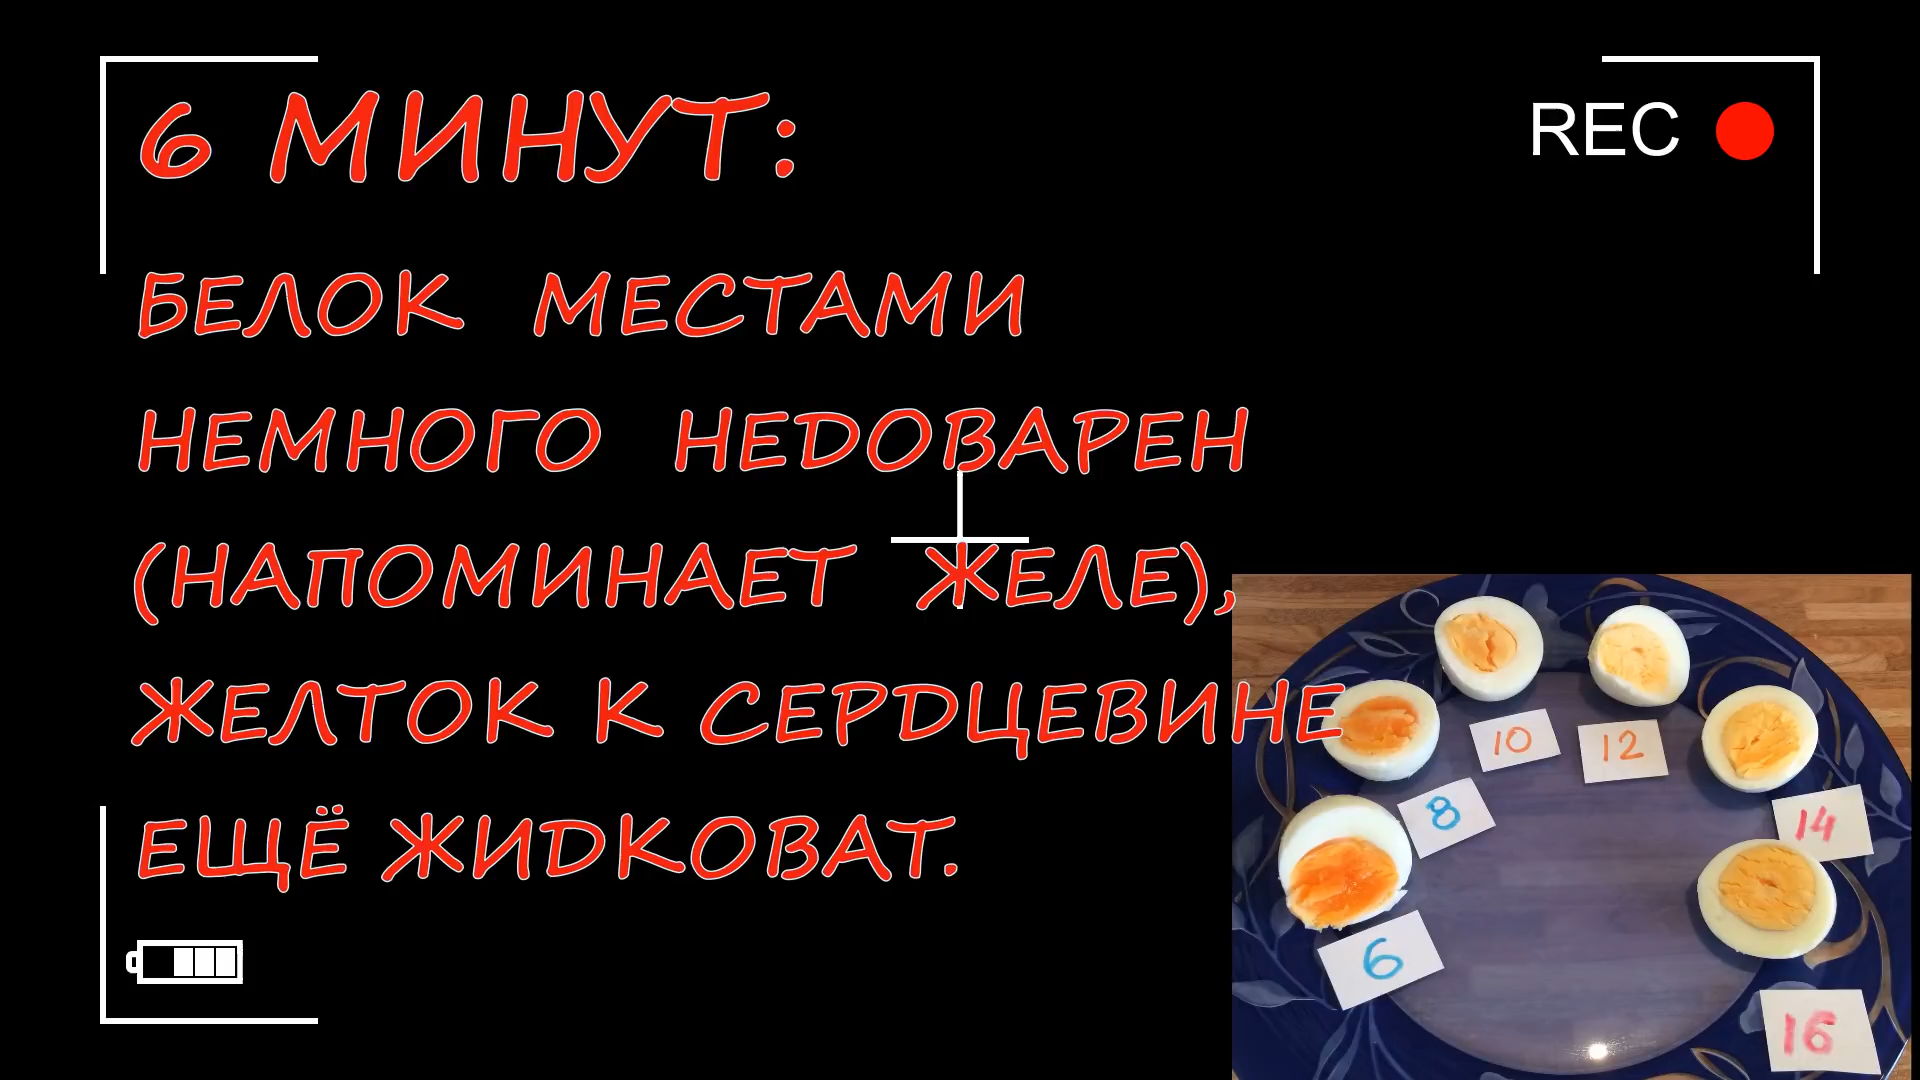 6 МИНУТ:
REC
БЕЛОК МЕСТАМИ
НЕМНОГО НЕДОВАРЕН
(НАПОМИНАЕТ ЖЕЛЕ),
ЖЕЛТОК К СЕРДЦЕВИНЕ
ЕЩЁ ЖИДКОВАТ.
10
12
8
14
6
16